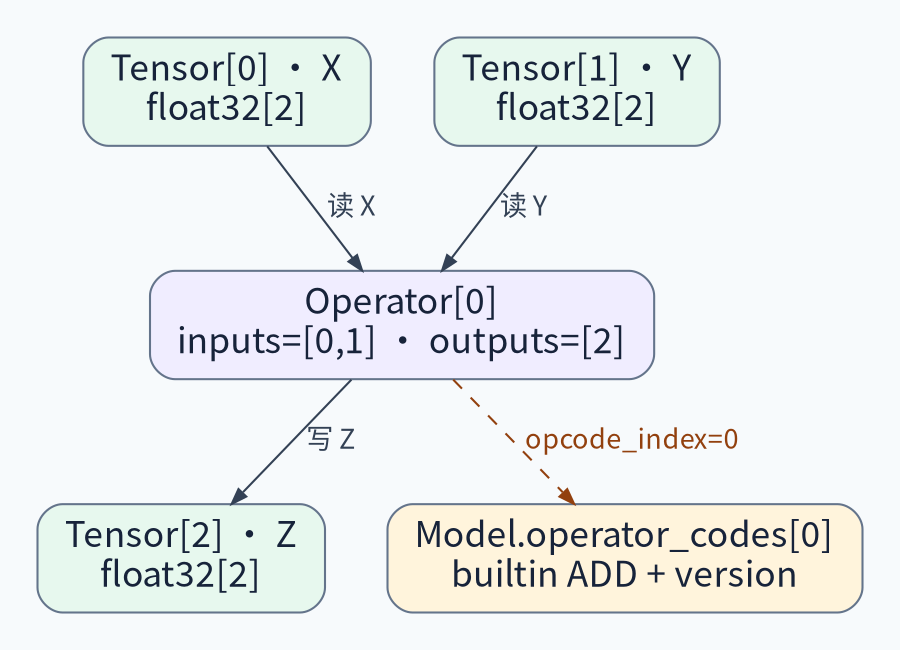 Tensor[0] · X
float32[2]
Tensor[1] · Y
float32[2]
读 X
读 Y
Operator[0]
inputs=[0,1] · outputs=[2]
写 Z
opcode_index=0
Tensor[2] · Z
float32[2]
Model.operator_codes[0]
builtin ADD + version